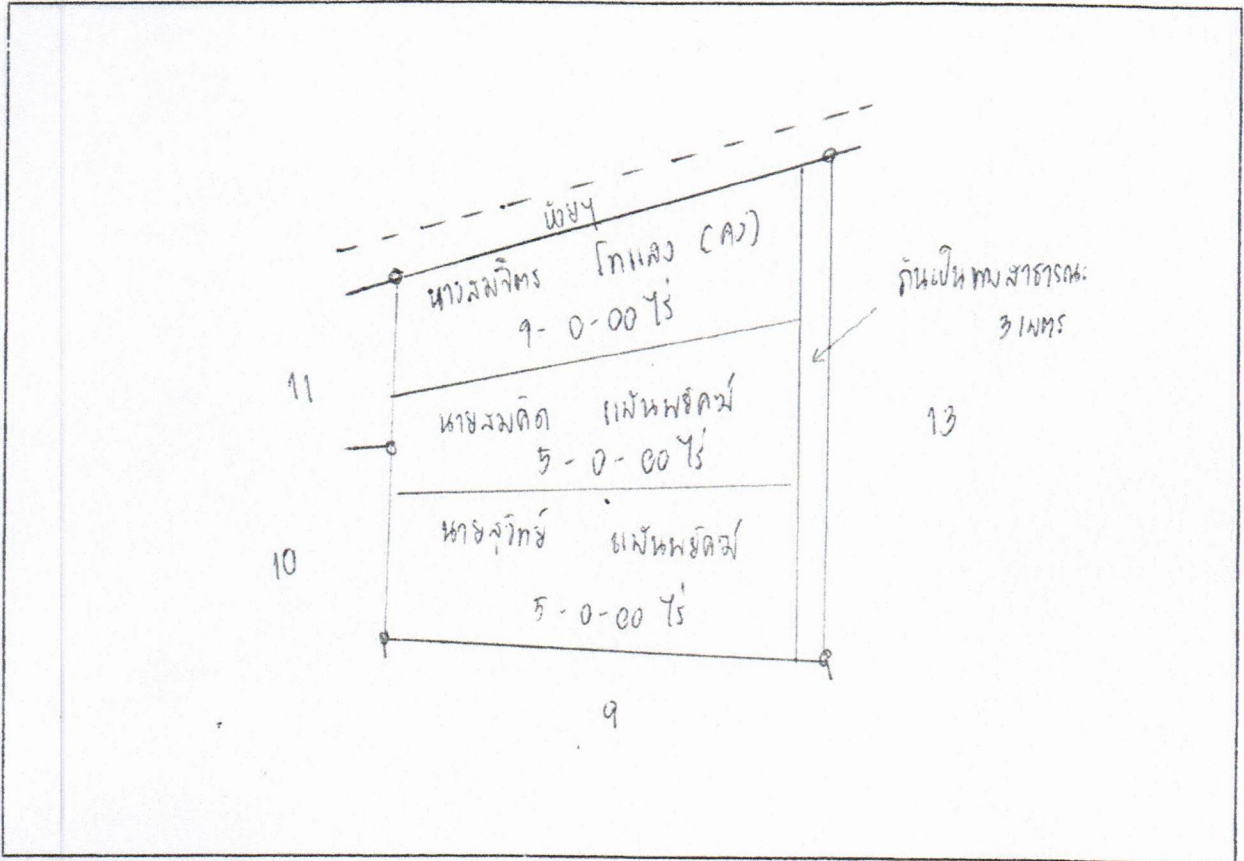 ห้วยฯ
นางสมจิตร โทแสง (คง)
9-0-00 ไร่
กันเป็นทางสาธารณะ
3 เมตร
11
นายสมคิด แม้นพยัคฆ์
5-0-00 ไร่
13
นายสุวิทย์ แม้นพยัคฆ์
10
5-0-00 ไร่
9